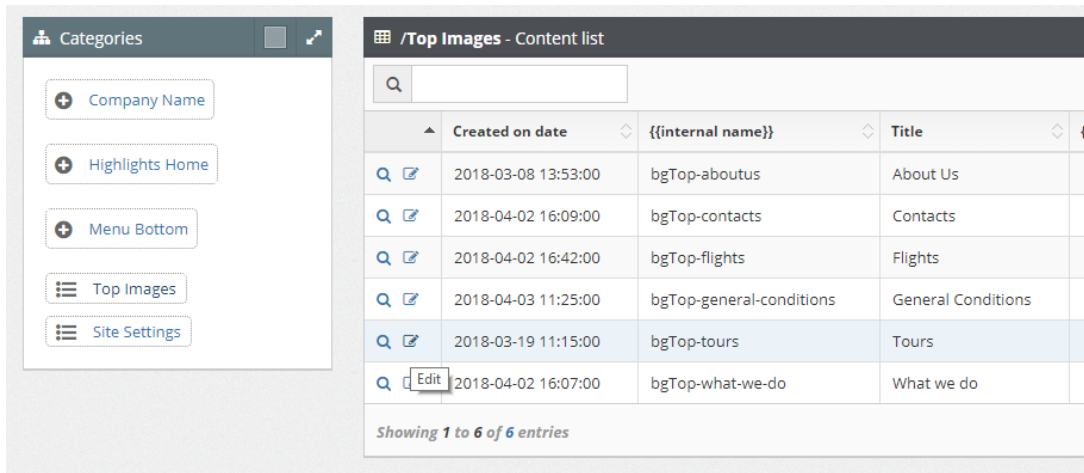 Categories
Company Name
Highlights Home
Menu Bottom
Top Images
Site Settings
/Top Images - Content list
Created on date {{internal name}} Title {
2018-03-08 13:53:00 bgTop-aboutus About Us
2018-04-02 16:09:00 bgTop-contacts Contacts
2018-04-02 16:42:00 bgTop-flights Flights
2018-04-03 11:25:00 bgTop-general-conditions General Conditions
2018-03-19 11:15:00 bgTop-tours Tours
Edit
2018-04-02 16:07:00 bgTop-what-we-do What we do
Showing 1 to 6 of 6 entries